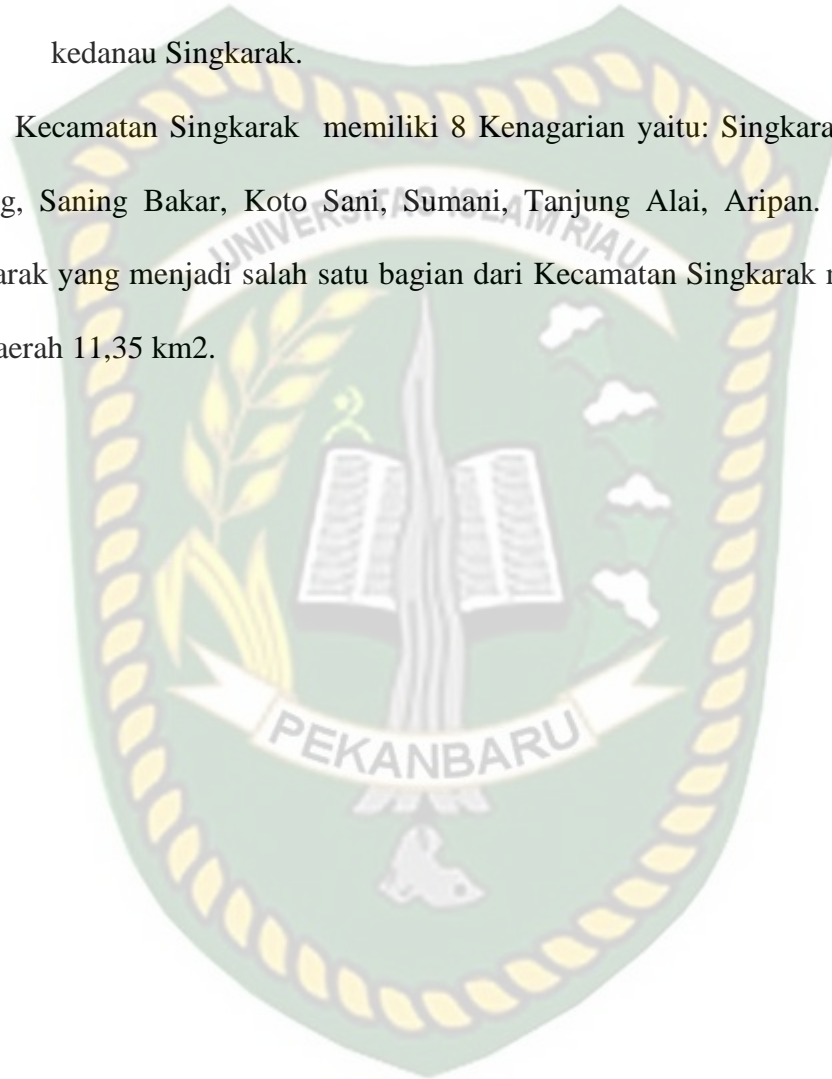 kedanau Singkarak.
Kecamatan Singkarak memiliki 8 Kenagarian yaitu: Singkara
g, Saning Bakar, Koto Sani, Sumani, Tanjung Alai, Aripan.
UNIVERSITAS ISLAM RIAU
arak yang menjadi salah satu bagian dari Kecamatan Singkarak
aerah 11,35 km2.
PEKANBARU